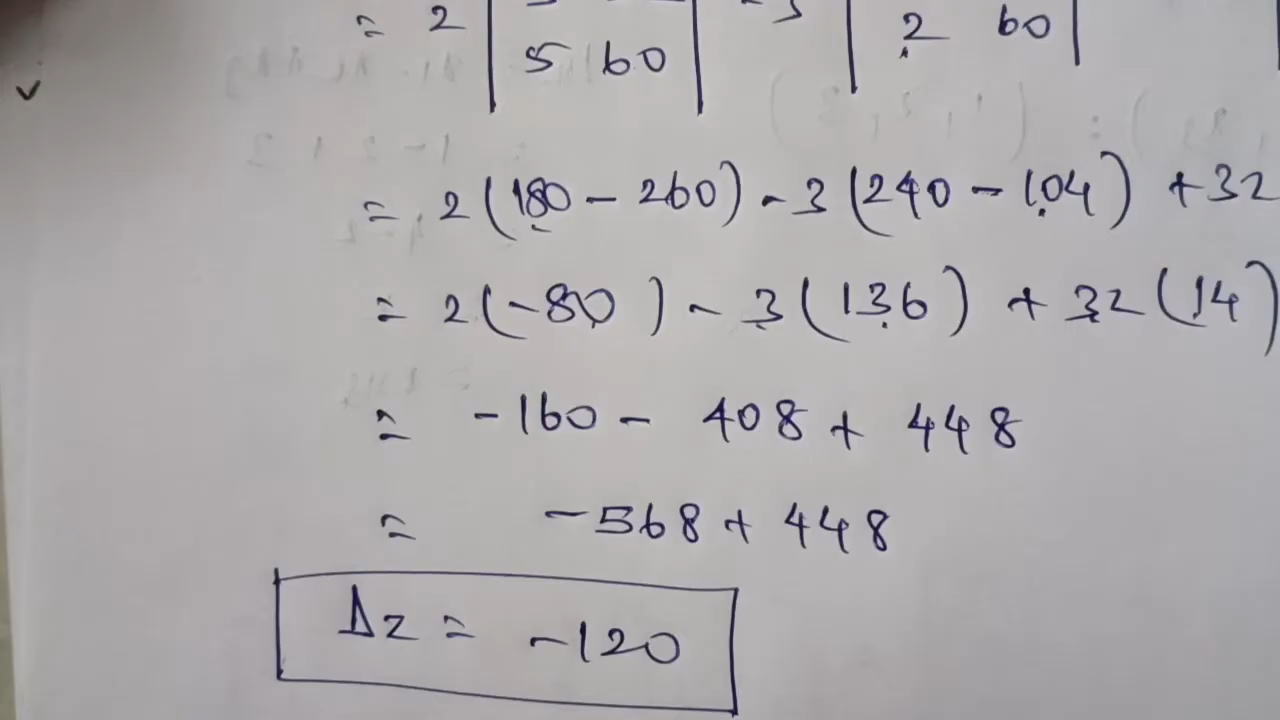 = 2 | 5 60 | - 3 | 2 60 |
= 2 (180 - 260) - 3 (240 - 104) + 32
= 2 (-80) - 3 (136) + 32 (14)
= -160 - 408 + 448
= -568 + 448
Δz = -120